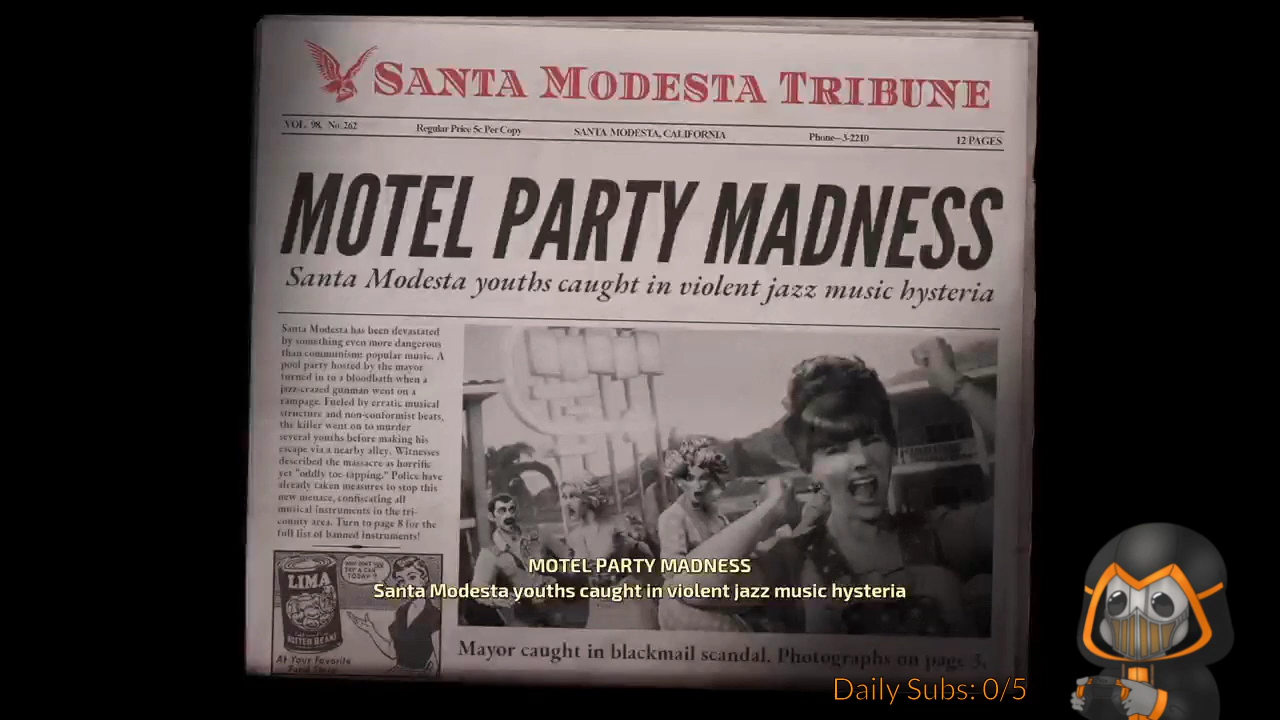 SANTA MODESTA TRIBUNE
VOL. 98, No. 262 Regular Price 5c Per Copy SANTA MODESTA, CALIFORNIA Phone—3-2210 12 PAGES
MOTEL PARTY MADNESS
Santa Modesta youths caught in violent jazz music hysteria
Santa Modesta has been devastated
by something even more dangerous
than communism: popular music. A
pool party hosted by the mayor
turned in to a bloodbath when a
jazz-crazed gunman went on a
rampage. Fueled by erratic musical
structure and non-conformist beats,
the killer went on to murder
several youths before making his
escape via a nearby alley. Witnesses
described the massacre as horrific
yet "oddly toe-tapping." Police have
already taken measures to stop this
new menace, confiscating all
musical instruments in the tri-
county area. Turn to page 8 for the
full list of banned instruments!
LIMA
BUTTER BEANS
WHY DON'T YOU
TRY A CAN
TODAY?
At Your Favorite
Food Store
MOTEL PARTY MADNESS
Santa Modesta youths caught in violent jazz music hysteria
Mayor caught in blackmail scandal. Photographs on page 3.
Daily Subs: 0/5